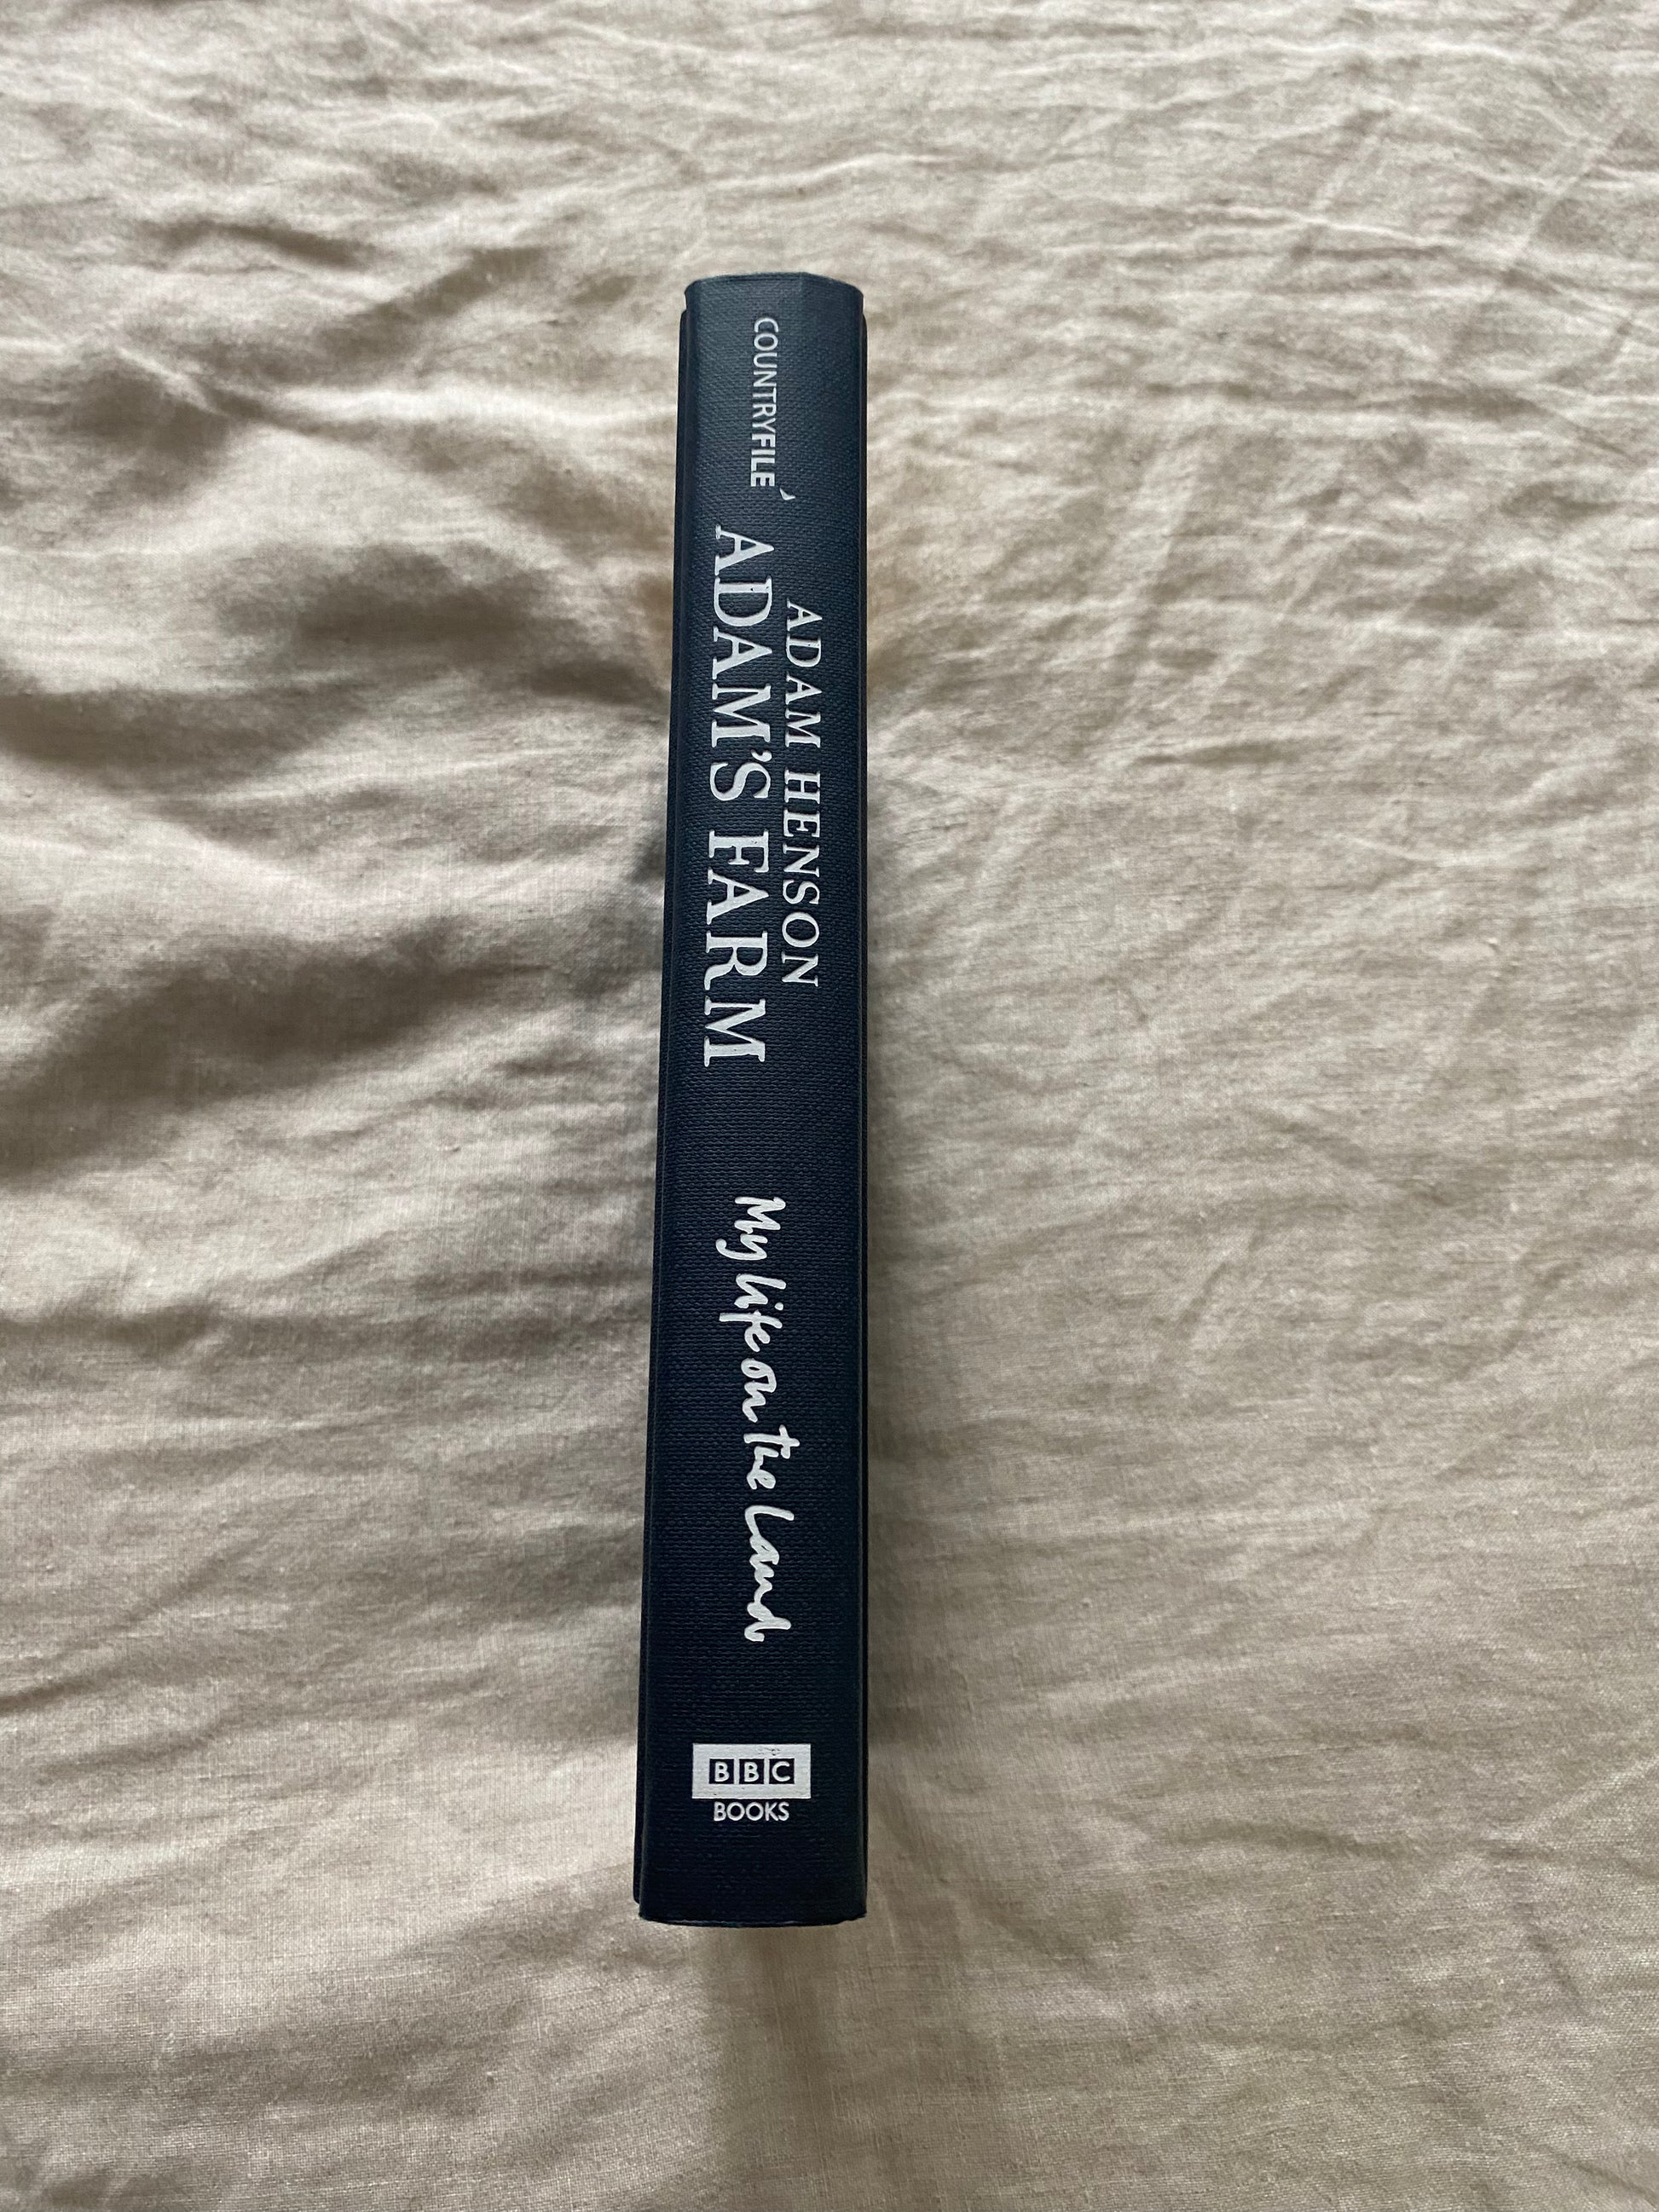 COUNTRYFILE
ADAM HENSON
ADAM'S FARM
My Life on the Land
BBC
BOOKS